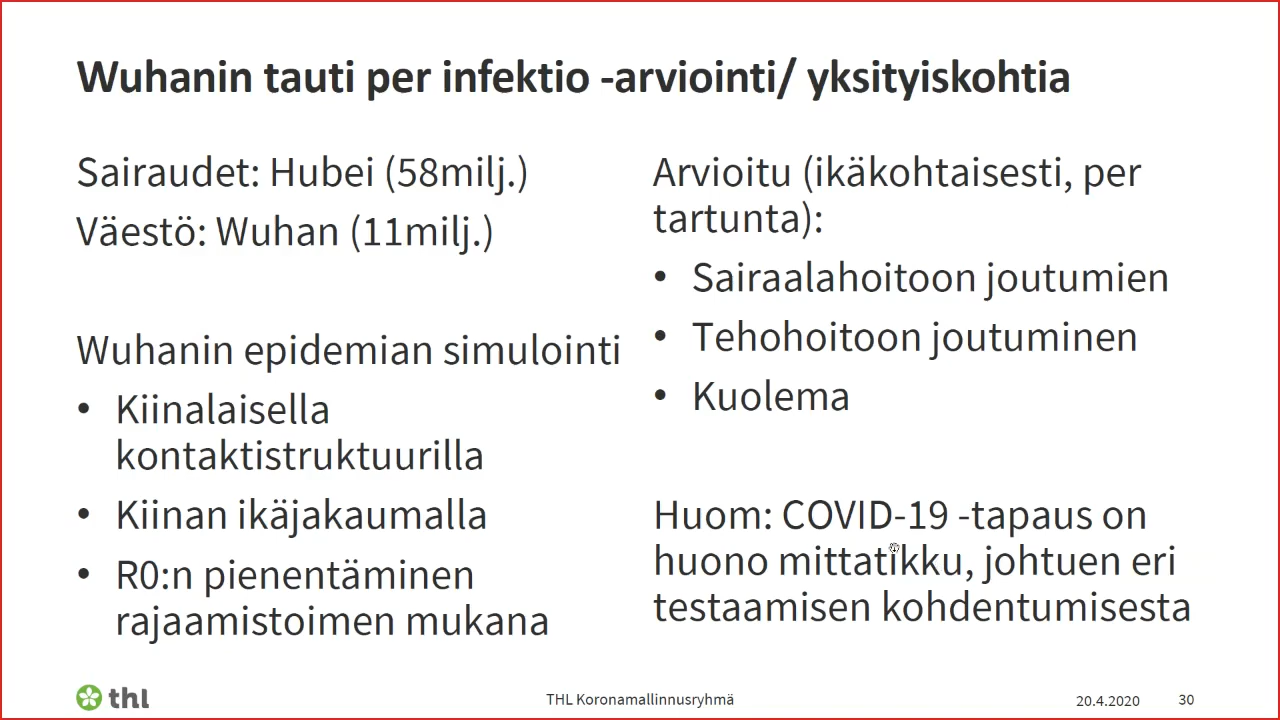 Wuhanin tauti per infektio -arviointi/ yksityiskohtia
Sairaudet: Hubei (58milj.)
Väestö: Wuhan (11milj.)
Wuhanin epidemian simulointi
• Kiinalaisella
kontaktistruktuurilla
• Kiinan ikäjakaumalla
• R0:n pienentäminen
rajaamistoimen mukana
Arvioitu (ikäkohtaisesti, per
tartunta):
• Sairaalahoitoon joutumien
• Tehohoitoon joutuminen
• Kuolema
Huom: COVID-19 -tapaus on
huono mittatikku, johtuen eri
testaamisen kohdentumisesta
thl
THL Koronamallinnusryhmä
20.4.2020
30